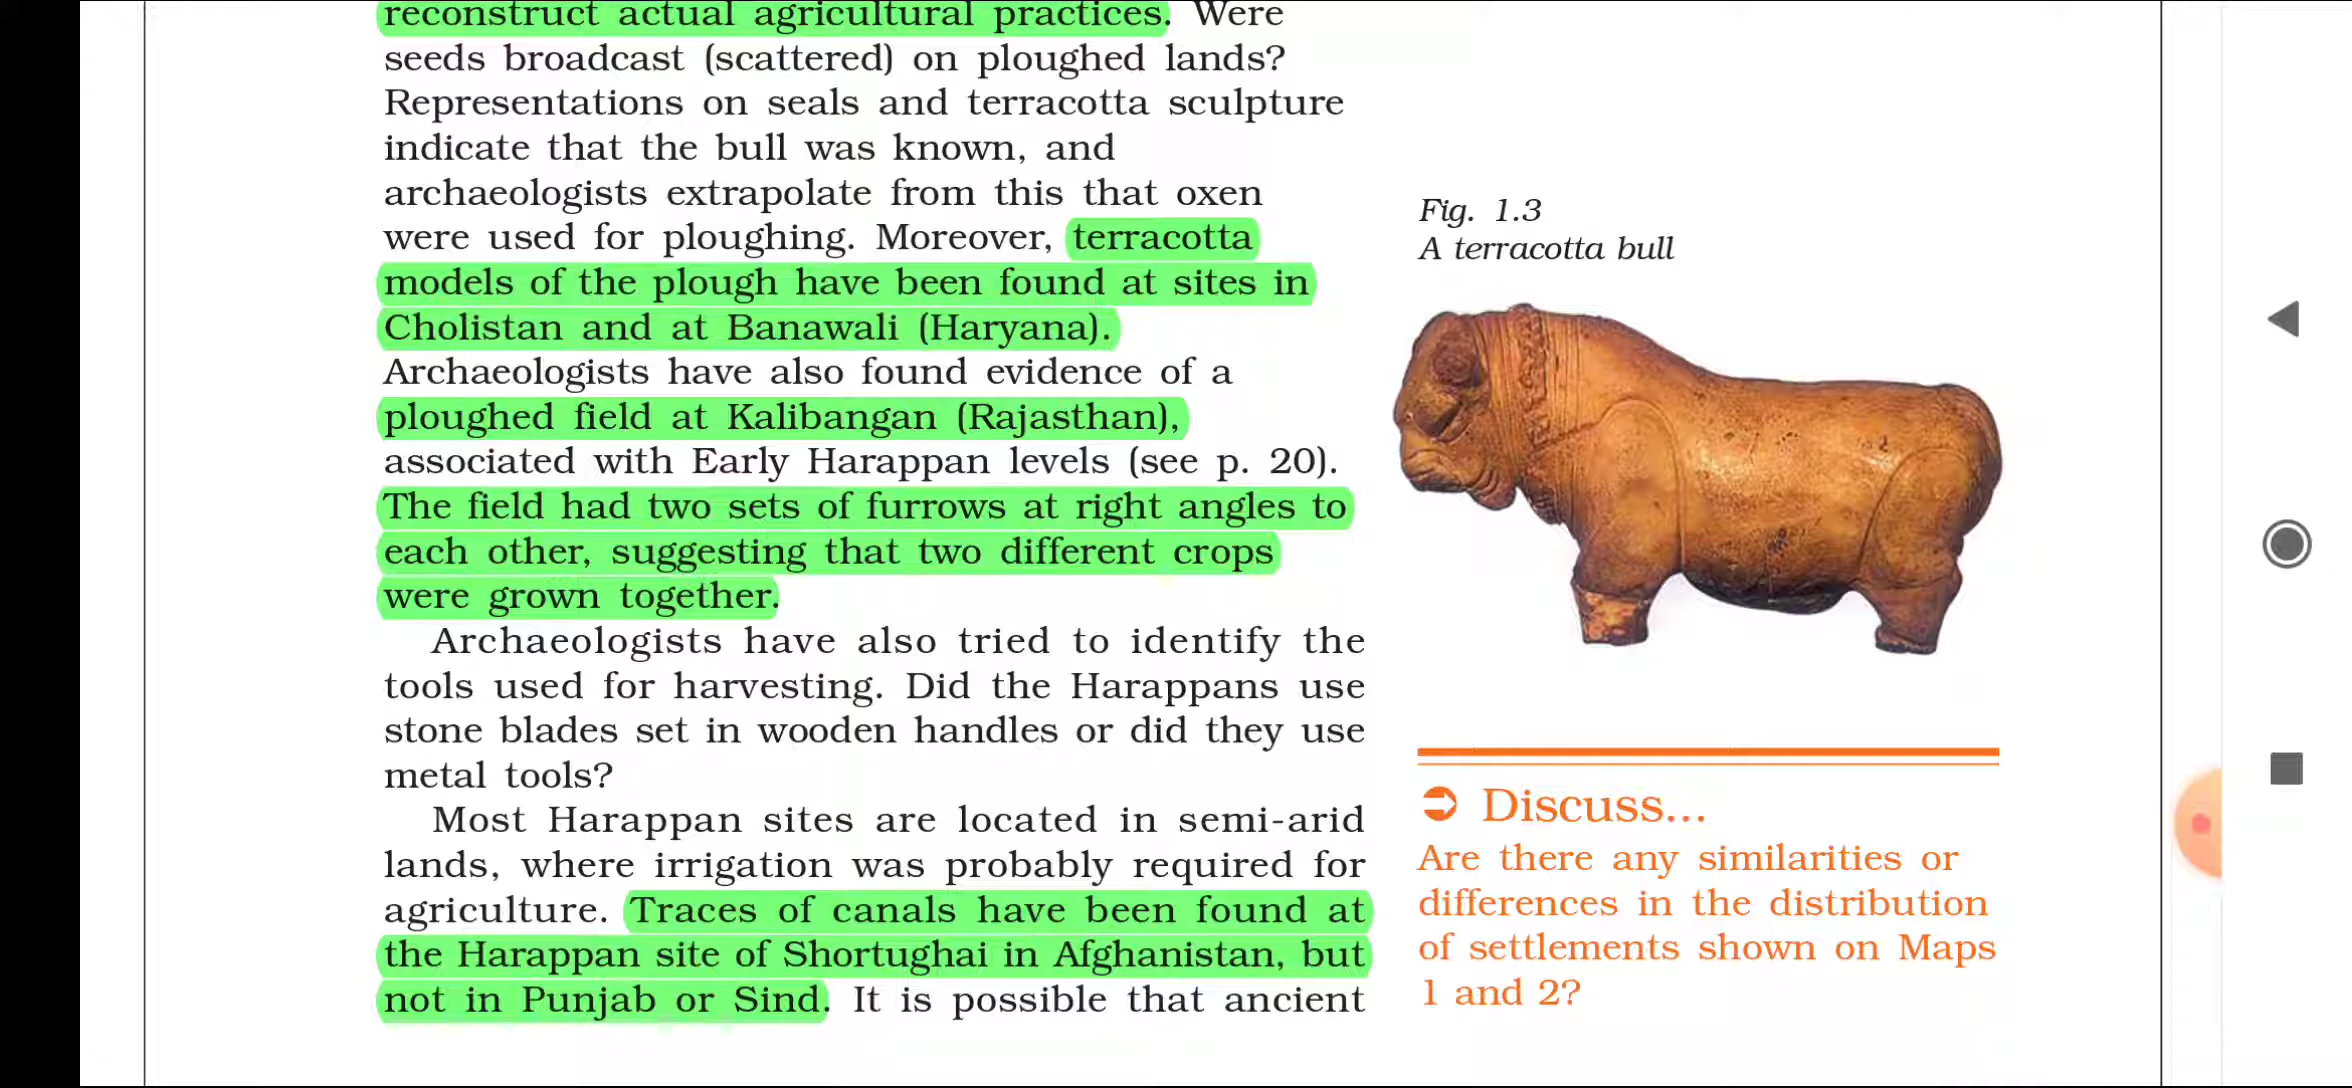 reconstruct actual agricultural practices. Were
seeds broadcast (scattered) on ploughed lands?
Representations on seals and terracotta sculpture
indicate that the bull was known, and
archaeologists extrapolate from this that oxen
were used for ploughing. Moreover, terracotta
models of the plough have been found at sites in
Cholistan and at Banawali (Haryana).
Archaeologists have also found evidence of a
ploughed field at Kalibangan (Rajasthan),
associated with Early Harappan levels (see p. 20).
The field had two sets of furrows at right angles to
each other, suggesting that two different crops
were grown together.
Archaeologists have also tried to identify the
tools used for harvesting. Did the Harappans use
stone blades set in wooden handles or did they use
metal tools?
Most Harappan sites are located in semi-arid
lands, where irrigation was probably required for
agriculture. Traces of canals have been found at
the Harappan site of Shortughai in Afghanistan, but
not in Punjab or Sind. It is possible that ancient
Fig. 1.3
A terracotta bull
Discuss...
Are there any similarities or
differences in the distribution
of settlements shown on Maps
1 and 2?